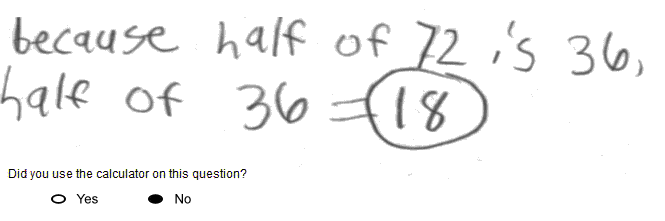 because half of 72 is 36,
half of 36 = 18
Did you use the calculator on this question?
Yes No